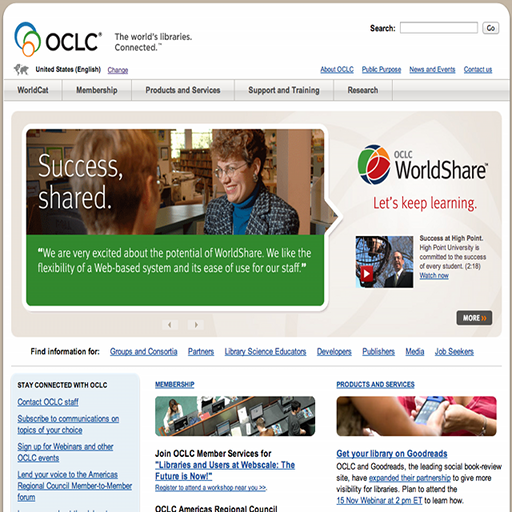 OCLC®
The world's libraries.
Connected.™
Search:
Go
United States (English) Change
About OCLC Public Purpose News and Events Contact us
WorldCat Membership Products and Services Support and Training Research
Success,
shared.
"We are very excited about the potential of WorldShare. We like the
flexibility of a Web-based system and its ease of use for our staff."
OCLC
WorldShare™
Let's keep learning.
Success at High Point.
High Point University is
committed to the success
of every student. (2:18)
Watch now
MORE >>
Find information for: Groups and Consortia Partners Library Science Educators Developers Publishers Media Job Seekers
STAY CONNECTED WITH OCLC
Contact OCLC staff
Subscribe to communications
on topics of your choice
Sign up for Webinars and other
OCLC events
Lend your voice to the Americas
Regional Council Member-to-Member
forum
MEMBERSHIP
Join OCLC Member Services for
"Libraries and Users at Webscale: The
Future is Now!"
Register to attend a workshop near you >>.
OCLC Americas Regional Council
PRODUCTS AND SERVICES
Get your library on Goodreads
OCLC and Goodreads, the leading social book-review
site, have expanded their partnership to give more
visibility for libraries. Plan to attend the
15 Nov Webinar at 2 pm ET to learn how.